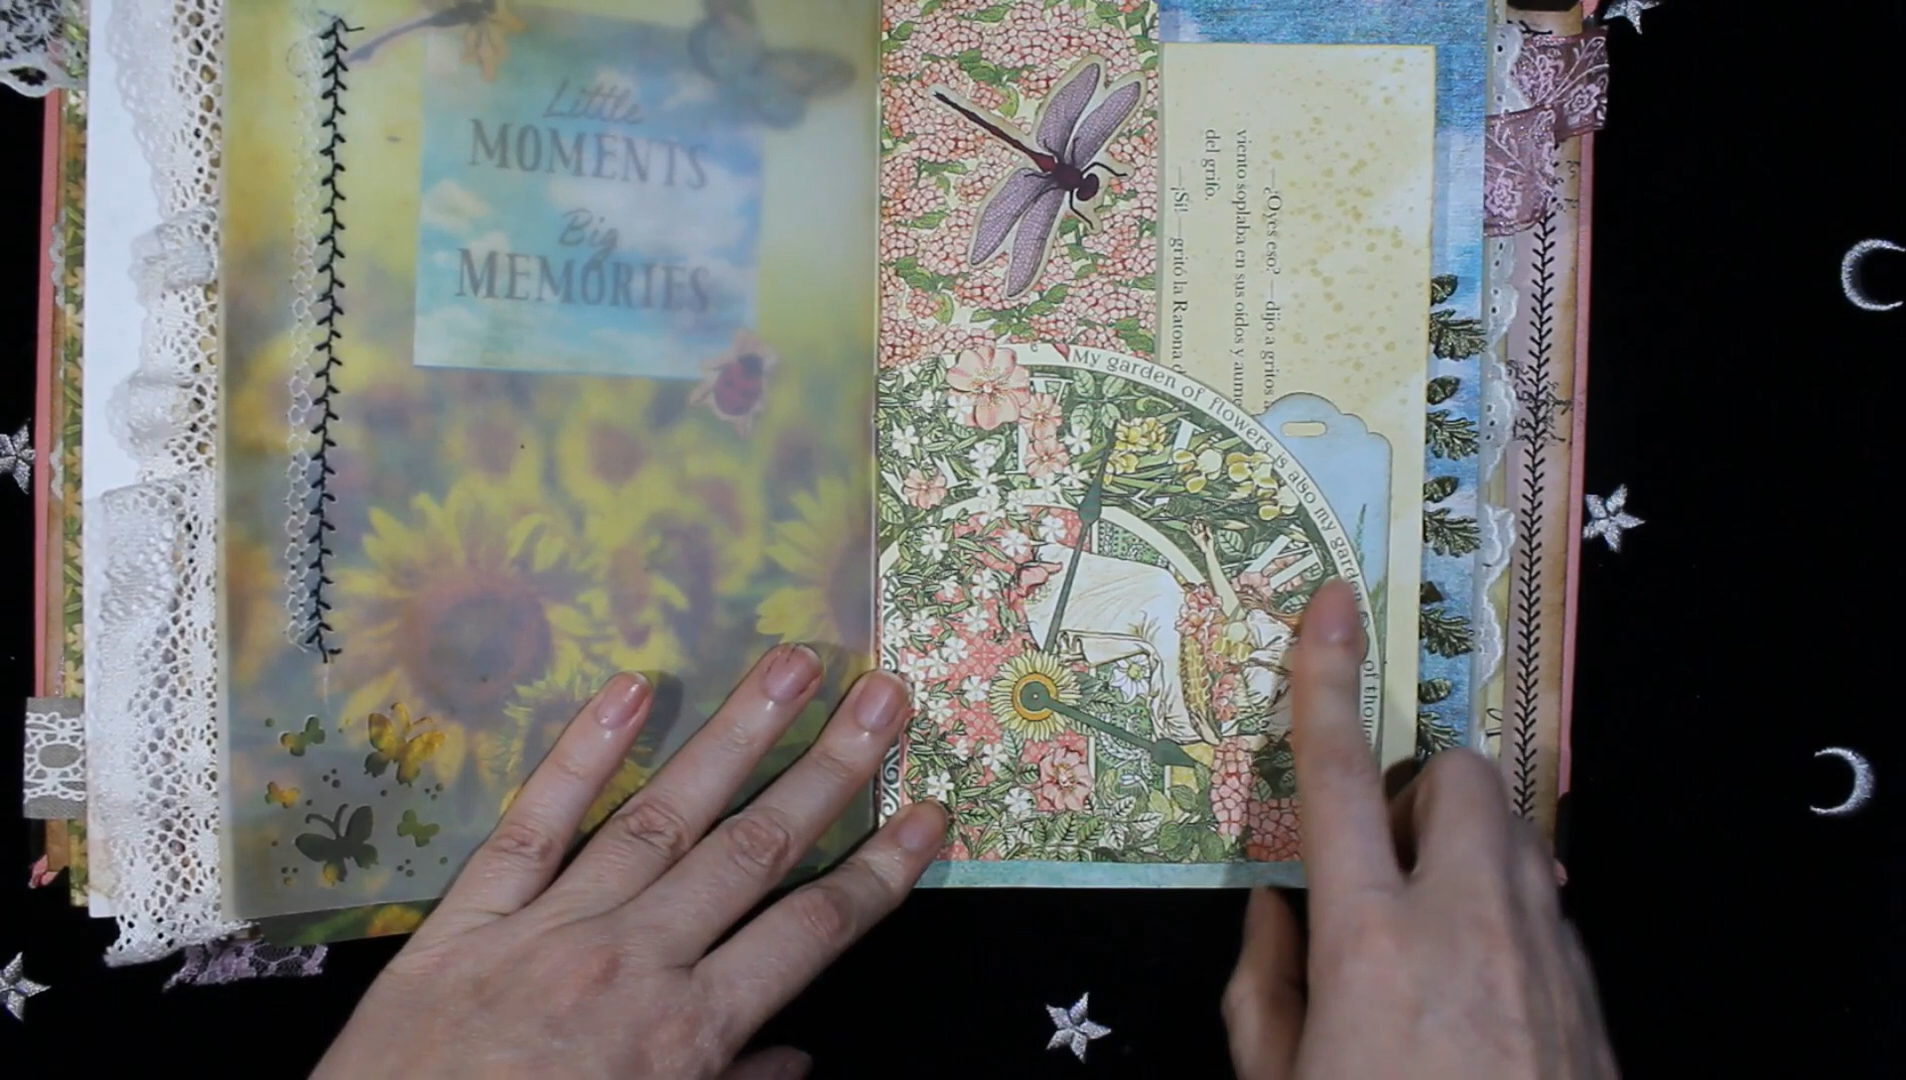 Little
MOMENTS
Big
MEMORIES
—¿Oyes eso? — dijo a gritos
viento soplaba en sus oídos y
del grifo.
—¡Sí! —gritó la Ratona
My garden of flowers is also my garden of